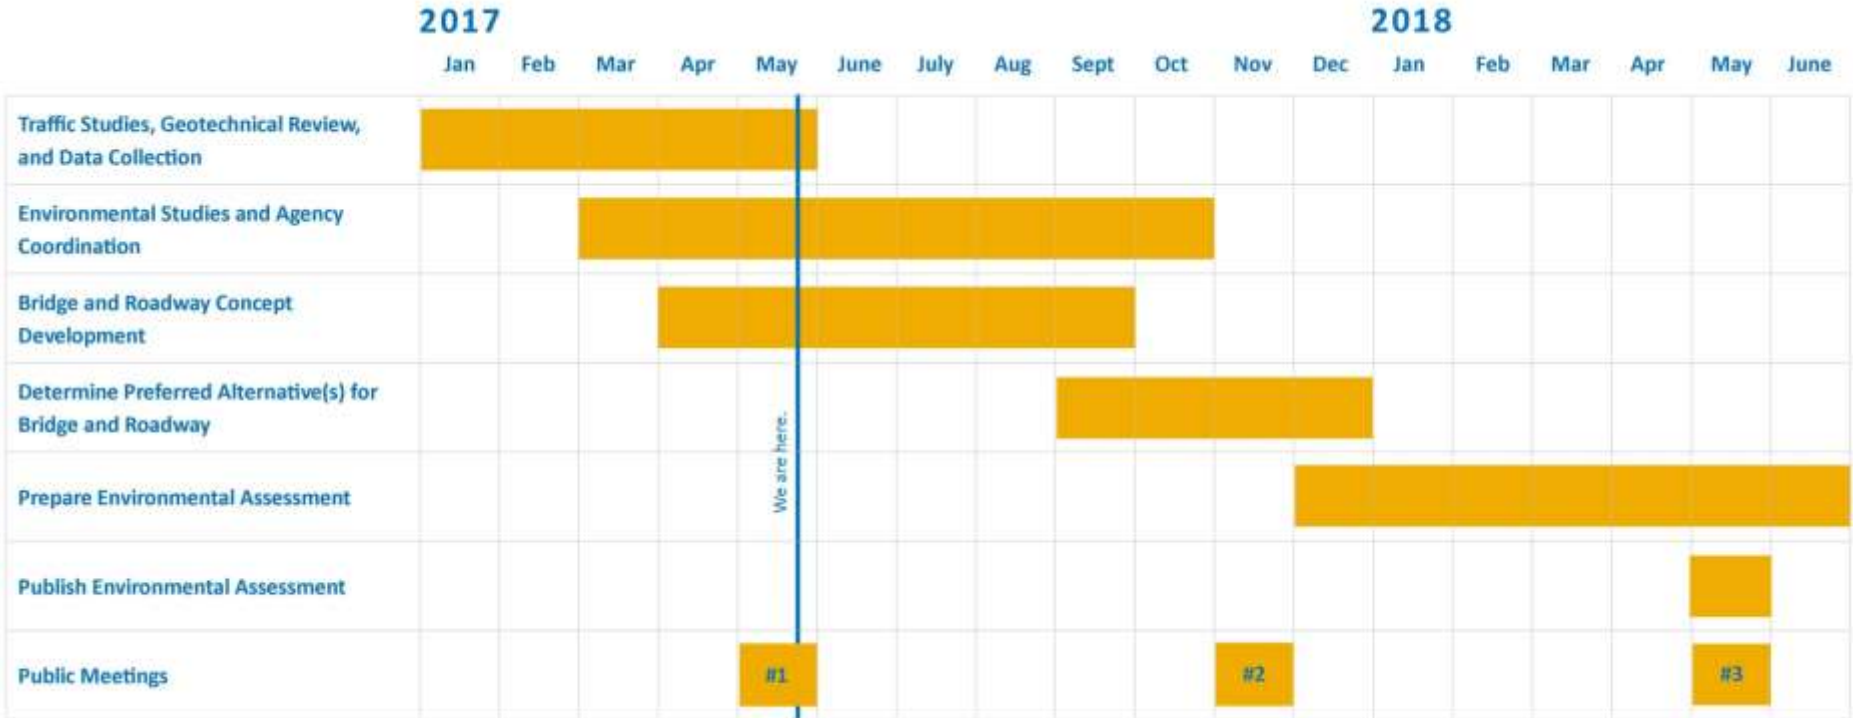 2017 2018
Jan Feb Mar Apr May June July Aug Sept Oct Nov Dec Jan Feb Mar Apr May June
Traffic Studies, Geotechnical Review,
and Data Collection
Environmental Studies and Agency
Coordination
Bridge and Roadway Concept
Development
Determine Preferred Alternative(s) for
Bridge and Roadway
We are here.
Prepare Environmental Assessment
Publish Environmental Assessment
Public Meetings #1 #2 #3